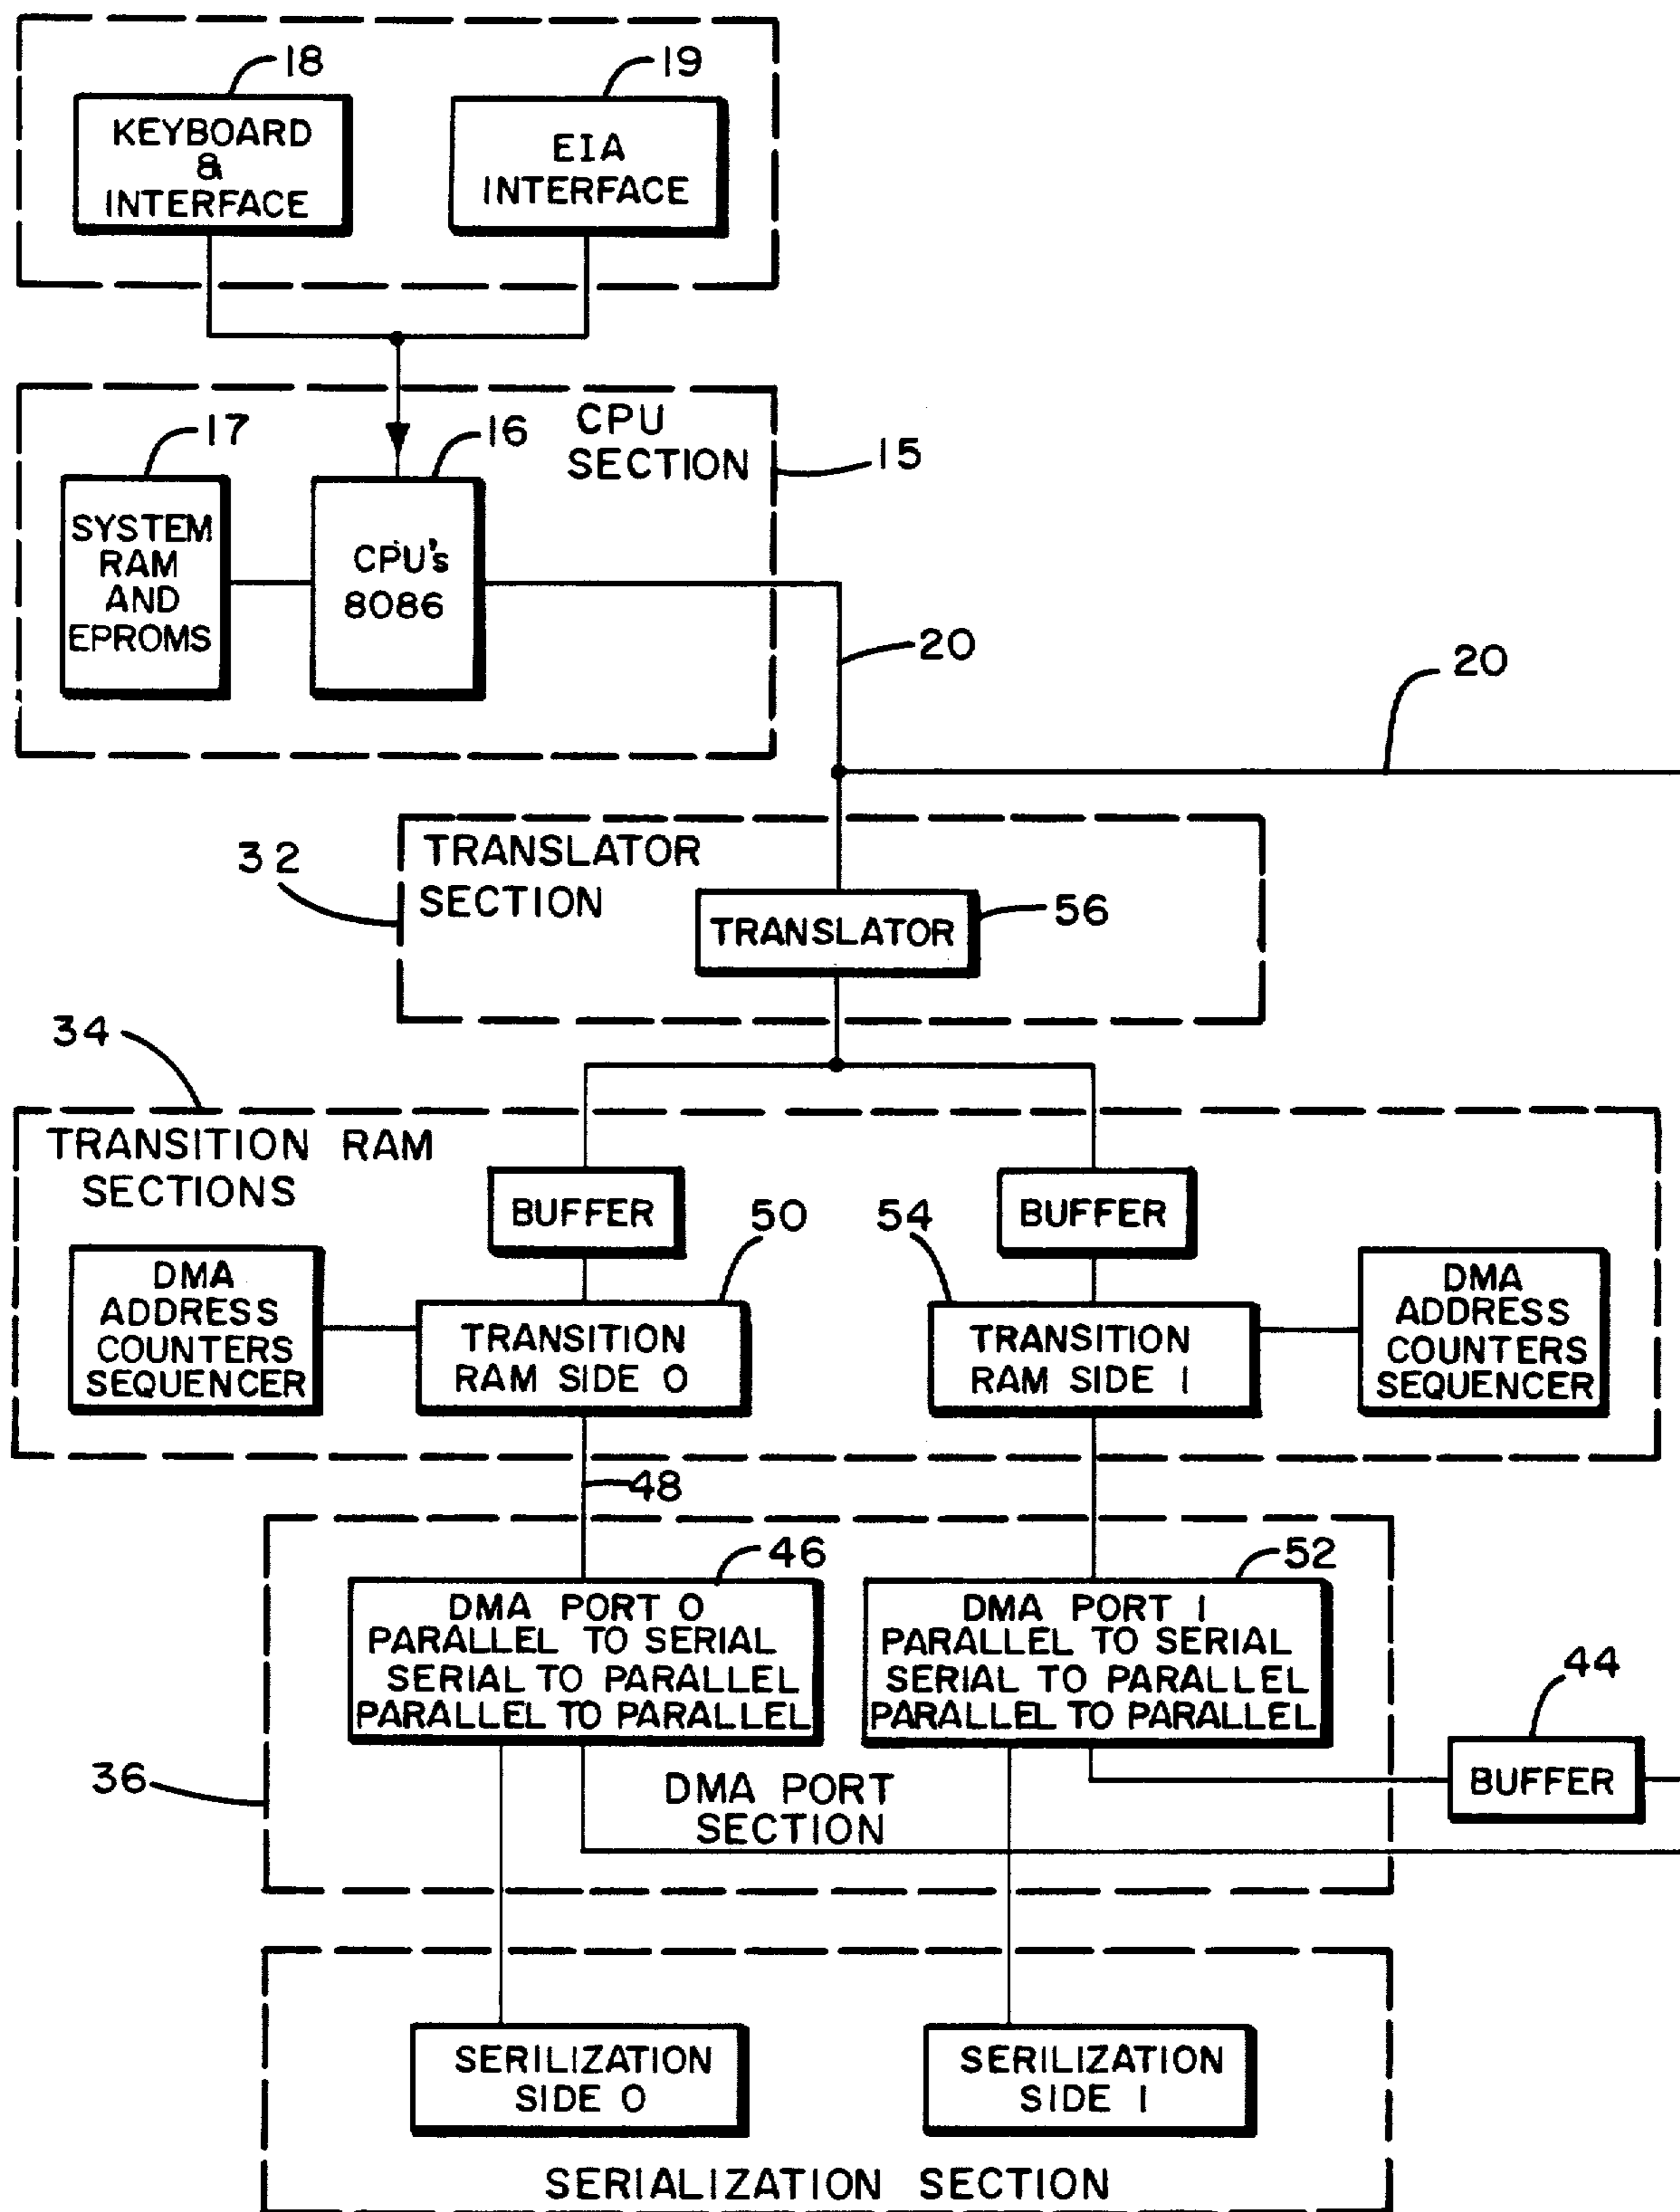 18
19
KEYBOARD
&
INTERFACE
EIA
INTERFACE
CPU
SECTION
17
16
15
SYSTEM
RAM
AND
EPROMS
CPU's
8086
20
20
32
TRANSLATOR
SECTION
TRANSLATOR
56
34
TRANSITION RAM
SECTIONS
BUFFER
BUFFER
50
54
DMA
ADDRESS
COUNTERS
SEQUENCER
TRANSITION
RAM SIDE 0
TRANSITION
RAM SIDE 1
DMA
ADDRESS
COUNTERS
SEQUENCER
48
46
52
DMA PORT 0
PARALLEL TO SERIAL
SERIAL TO PARALLEL
PARALLEL TO PARALLEL
DMA PORT 1
PARALLEL TO SERIAL
SERIAL TO PARALLEL
PARALLEL TO PARALLEL
44
BUFFER
36
DMA PORT
SECTION
SERILIZATION
SIDE 0
SERILIZATION
SIDE 1
SERIALIZATION SECTION